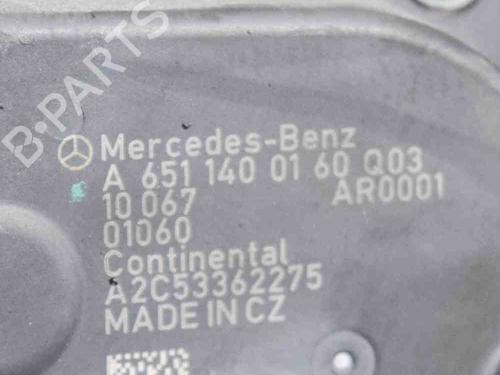 B-PARTS
Mercedes-Benz
A 651 140 01 60 Q03
10 067 AR0001
01060
Continental
A2C53362275
MADE IN CZ